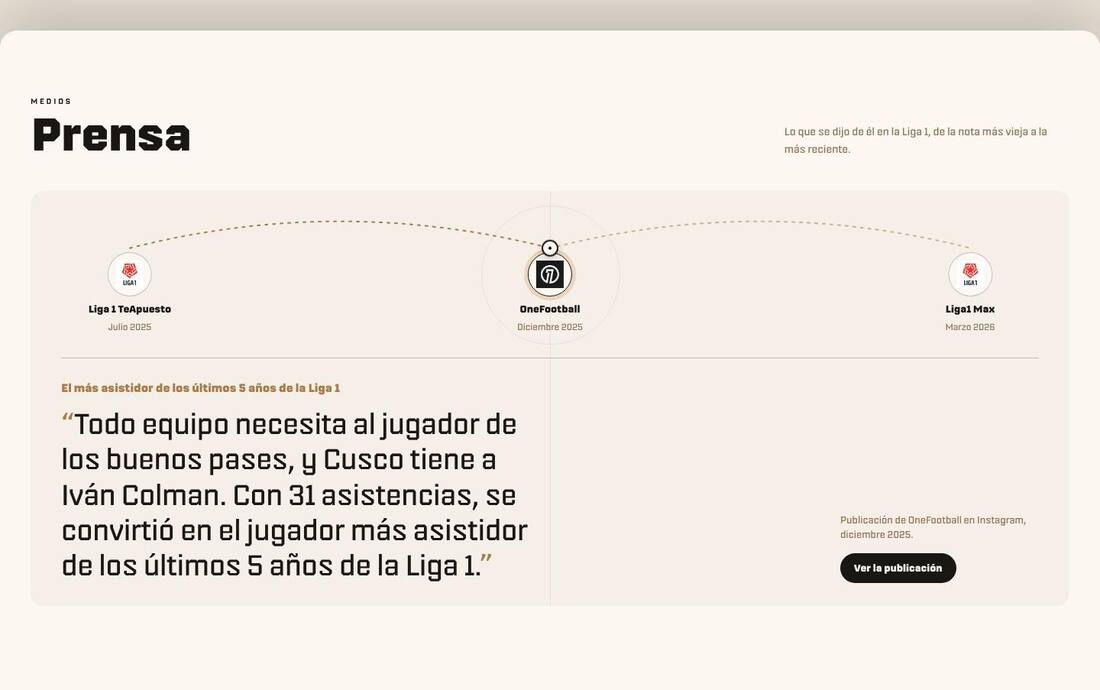 MEDIOS
Prensa
Lo que se dijo de él en la Liga 1, de la nota más vieja a la
más reciente.
LIGA1
LIGA1
Liga 1 TeApuesto
OneFootball
Liga1 Max
Julio 2025
Diciembre 2025
Marzo 2026
El más asistidor de los últimos 5 años de la Liga 1
“Todo equipo necesita al jugador de
los buenos pases, y Cusco tiene a
Iván Colman. Con 31 asistencias, se
convirtió en el jugador más asistidor
de los últimos 5 años de la Liga 1.”
Publicación de OneFootball en Instagram,
diciembre 2025.
Ver la publicación